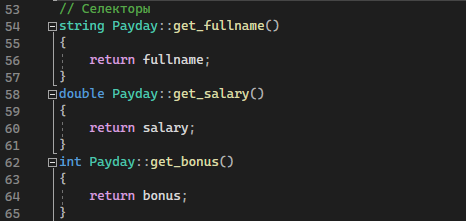 53 // Селекторы
54 string Payday::get_fullname()
55 {
56 return fullname;
57 }
58 double Payday::get_salary()
59 {
60 return salary;
61 }
62 int Payday::get_bonus()
63 {
64 return bonus;
65 }